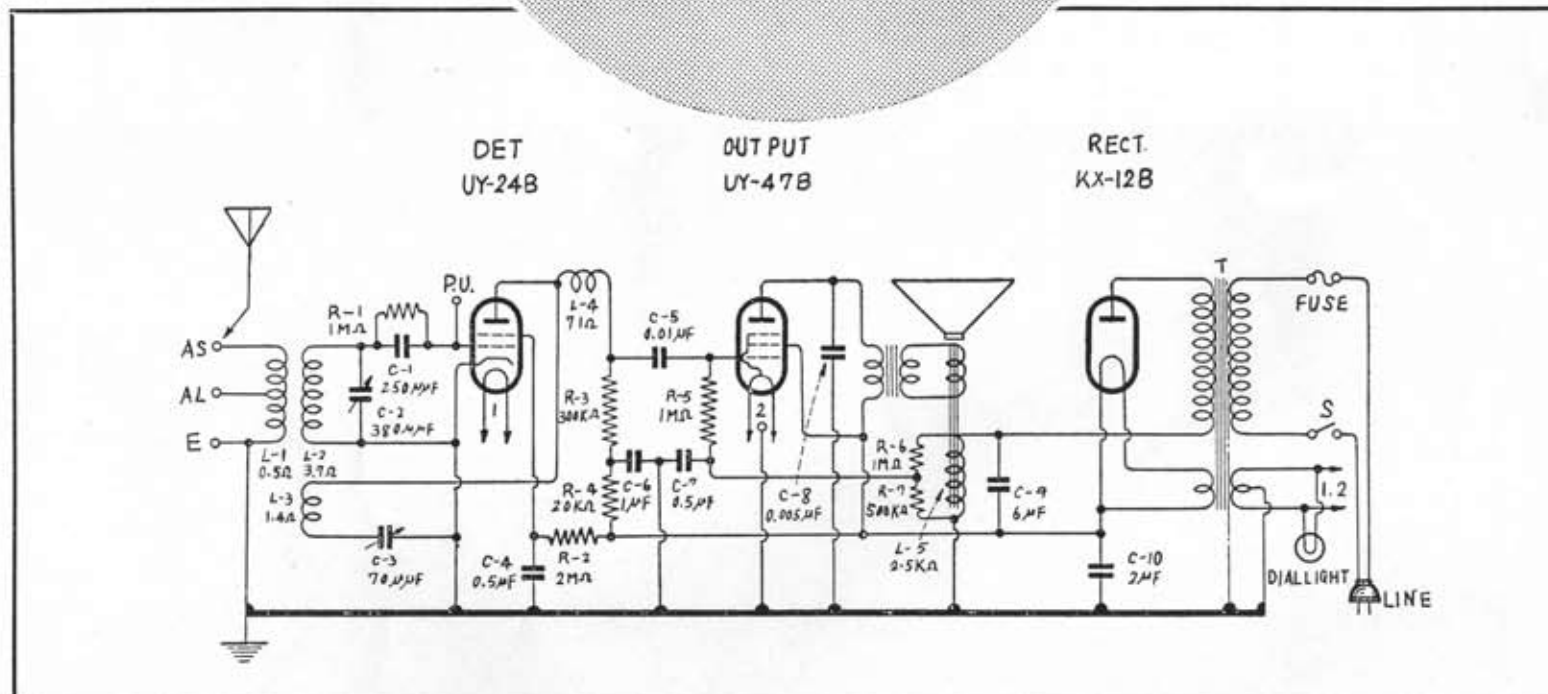 DET
UY-24B
OUTPUT
UY-47B
RECT.
KX-12B
P.U.
R-1
1MΩ
C-1
250μμF
C-2
380μμF
AS
AL
E
L-1
0.5Ω
L-2
3.7Ω
L-3
1.4Ω
C-3
70μμF
1
L-4
71Ω
C-5
0.01μF
R-3
300KΩ
R-5
1MΩ
R-4
20KΩ
C-6
1μF
C-7
0.5μF
C-4
0.5μF
R-2
2MΩ
2
C-8
0.005μF
R-6
1MΩ
R-7
500KΩ
L-5
2.5KΩ
C-9
6μF
C-10
2μF
T
FUSE
S
1.2
DIALLIGHT
LINE